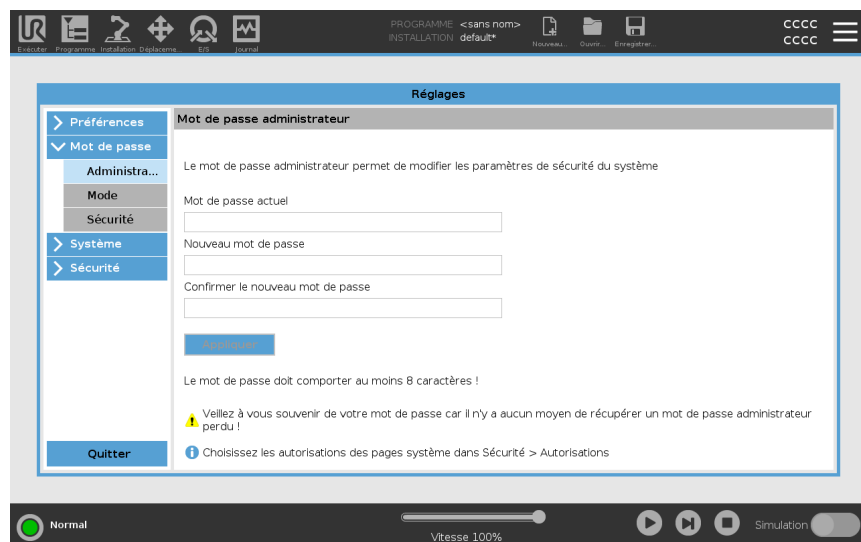 PROGRAMME <sans nom>
INSTALLATION default*
UR
Exécuter
Programme
Installation
Déplaceme...
E/S
Journal
Nouveau...
Ouvrir...
Enregistrer...
CCCC
CCCC
Réglages
Préférences
Mot de passe
Administra...
Mode
Sécurité
Système
Sécurité
Quitter
Mot de passe administrateur
Le mot de passe administrateur permet de modifier les paramètres de sécurité du système
Mot de passe actuel
Nouveau mot de passe
Confirmer le nouveau mot de passe
Appliquer
Le mot de passe doit comporter au moins 8 caractères !
Veillez à vous souvenir de votre mot de passe car il n'y a aucun moyen de récupérer un mot de passe administrateur
perdu !
Choisissez les autorisations des pages système dans Sécurité > Autorisations
Normal
Vitesse 100%
Simulation